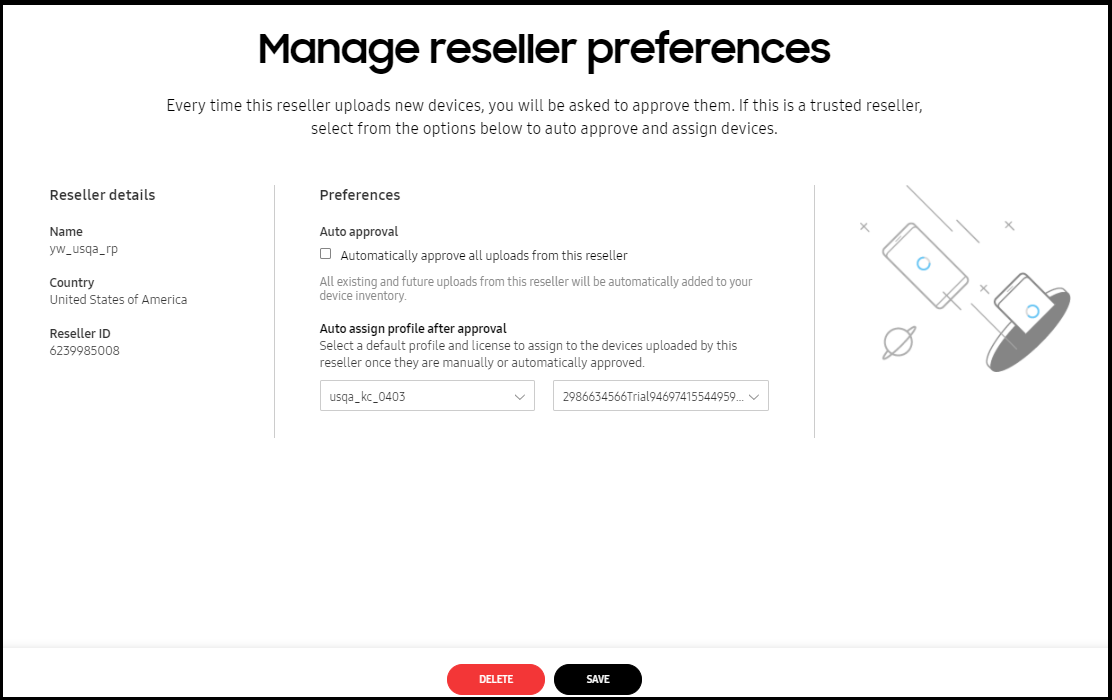 Manage reseller preferences
Every time this reseller uploads new devices, you will be asked to approve them. If this is a trusted reseller,
select from the options below to auto approve and assign devices.
Reseller details
Name
yw_usqa_rp
Country
United States of America
Reseller ID
6239985008
Preferences
Auto approval
Automatically approve all uploads from this reseller
All existing and future uploads from this reseller will be automatically added to your
device inventory.
Auto assign profile after approval
Select a default profile and license to assign to the devices uploaded by this
reseller once they are manually or automatically approved.
usqa_kc_0403
2986634566Trial94697415544959...
DELETE
SAVE